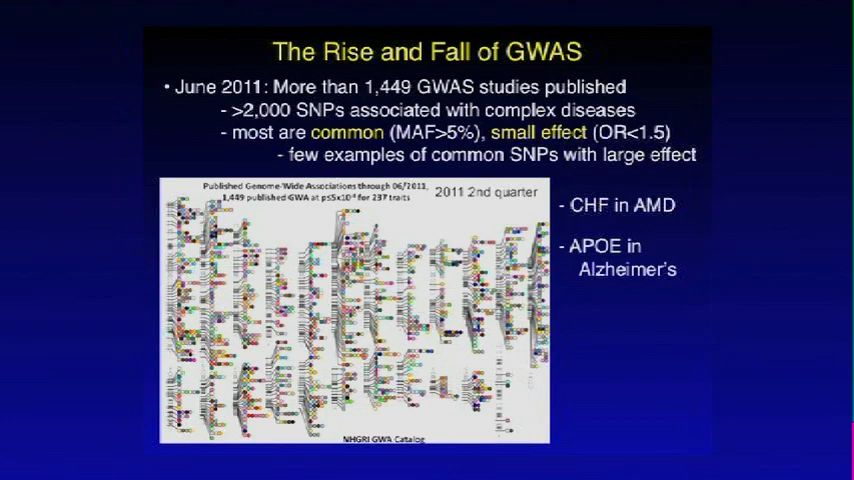 The Rise and Fall of GWAS
• June 2011: More than 1,449 GWAS studies published
- >2,000 SNPs associated with complex diseases
- most are common (MAF>5%), small effect (OR<1.5)
- few examples of common SNPs with large effect
Published Genome-Wide Associations through 06/2011,
1,449 published GWA at p≤5x10⁻⁸ for 237 traits
2011 2nd quarter
NHGRI GWA Catalog
- CHF in AMD
- APOE in
Alzheimer's